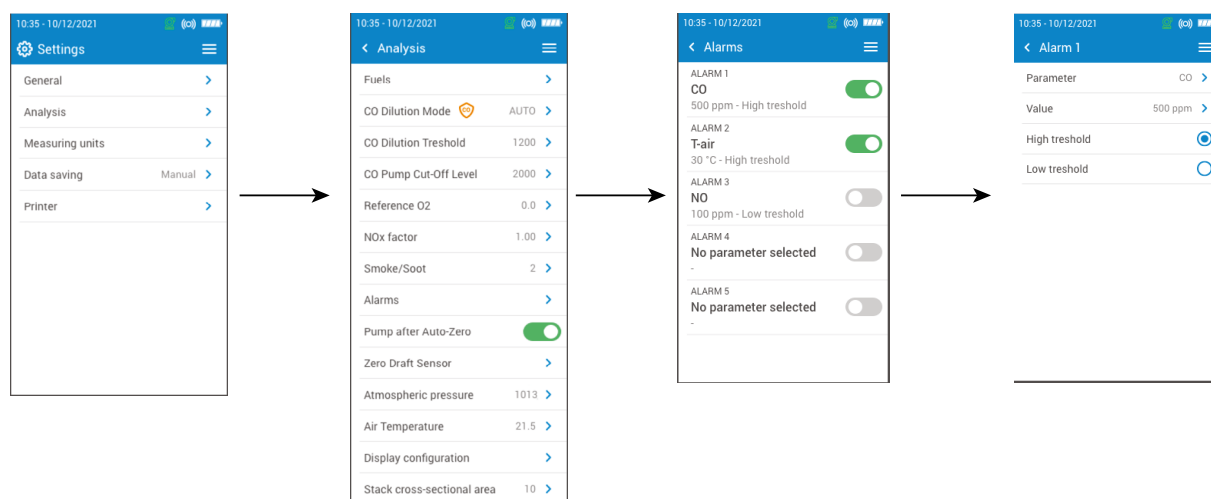 10:35 - 10/12/2021
Settings
General
Analysis
Measuring units
Data saving Manual
Printer
10:35 - 10/12/2021
Analysis
Fuels
CO Dilution Mode CO AUTO
CO Dilution Treshold 1200
CO Pump Cut-Off Level 2000
Reference O2 0.0
NOx factor 1.00
Smoke/Soot 2
Alarms
Pump after Auto-Zero
Zero Draft Sensor
Atmospheric pressure 1013
Air Temperature 21.5
Display configuration
Stack cross-sectional area 10
10:35 - 10/12/2021
Alarms
ALARM 1
CO
500 ppm - High treshold
ALARM 2
T-air
30 °C - High treshold
ALARM 3
NO
100 ppm - Low treshold
ALARM 4
No parameter selected
-
ALARM 5
No parameter selected
-
10:35 - 10/12/2021
Alarm 1
Parameter CO
Value 500 ppm
High treshold
Low treshold